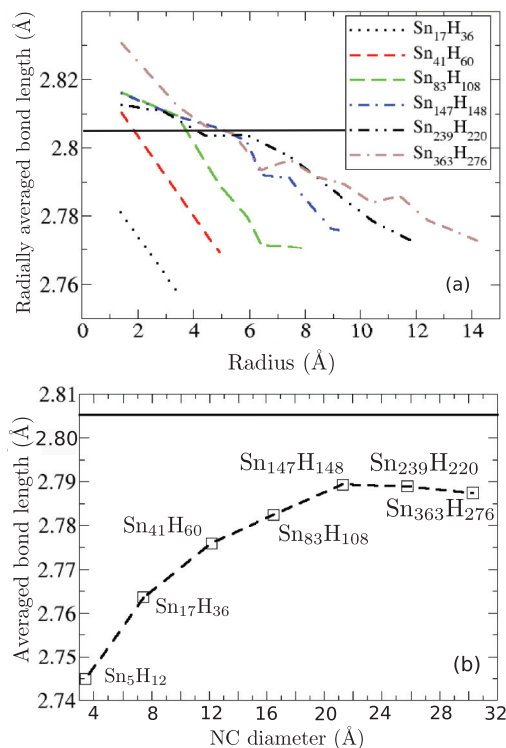 Sn₁₇H₃₆
Sn₄₁H₆₀
Sn₈₃H₁₀₈
Sn₁₄₇H₁₄₈
Sn₂₃₉H₂₂₀
Sn₃₆₃H₂₇₆
2.82
2.8
2.78
2.76
Radially averaged bond length (Å)
(a)
0 2 4 6 8 10 12 14
Radius (Å)
2.81
2.80
2.79
2.78
2.77
2.76
2.75
2.74
Averaged bond length (Å)
Sn₁₄₇H₁₄₈ Sn₂₃₉H₂₂₀
Sn₃₆₃H₂₇₆
Sn₄₁H₆₀
Sn₈₃H₁₀₈
Sn₁₇H₃₆
Sn₅H₁₂
(b)
4 8 12 16 20 24 28 32
NC diameter (Å)